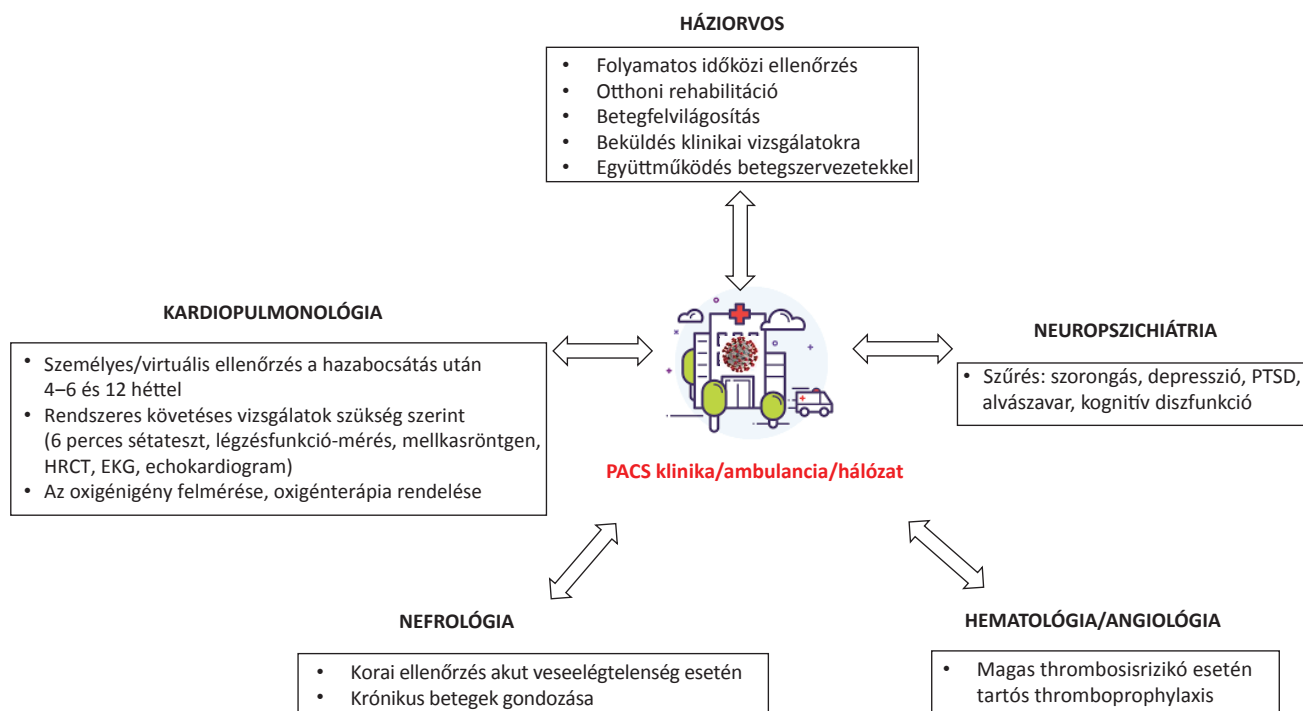 HÁZIORVOS
• Folyamatos időközi ellenőrzés
• Otthoni rehabilitáció
• Betegfelvilágosítás
• Beküldés klinikai vizsgálatokra
• Együttműködés betegszervezetekkel
KARDIOPULMONOLÓGIA
• Személyes/virtuális ellenőrzés a hazabocsátás után
4–6 és 12 héttel
• Rendszeres követéses vizsgálatok szükség szerint
(6 perces sétateszt, légzésfunkció-mérés, mellkasröntgen,
HRCT, EKG, echokardiogram)
• Az oxigénigény felmérése, oxigénterápia rendelése
NEUROPSZICHIÁTRIA
• Szűrés: szorongás, depresszió, PTSD,
alvászavar, kognitív diszfunkció
PACS klinika/ambulancia/hálózat
NEFROLÓGIA
• Korai ellenőrzés akut veseelégtelenség esetén
• Krónikus betegek gondozása
HEMATOLÓGIA/ANGIOLÓGIA
• Magas thrombosisrizikó esetén
tartós thromboprophylaxis